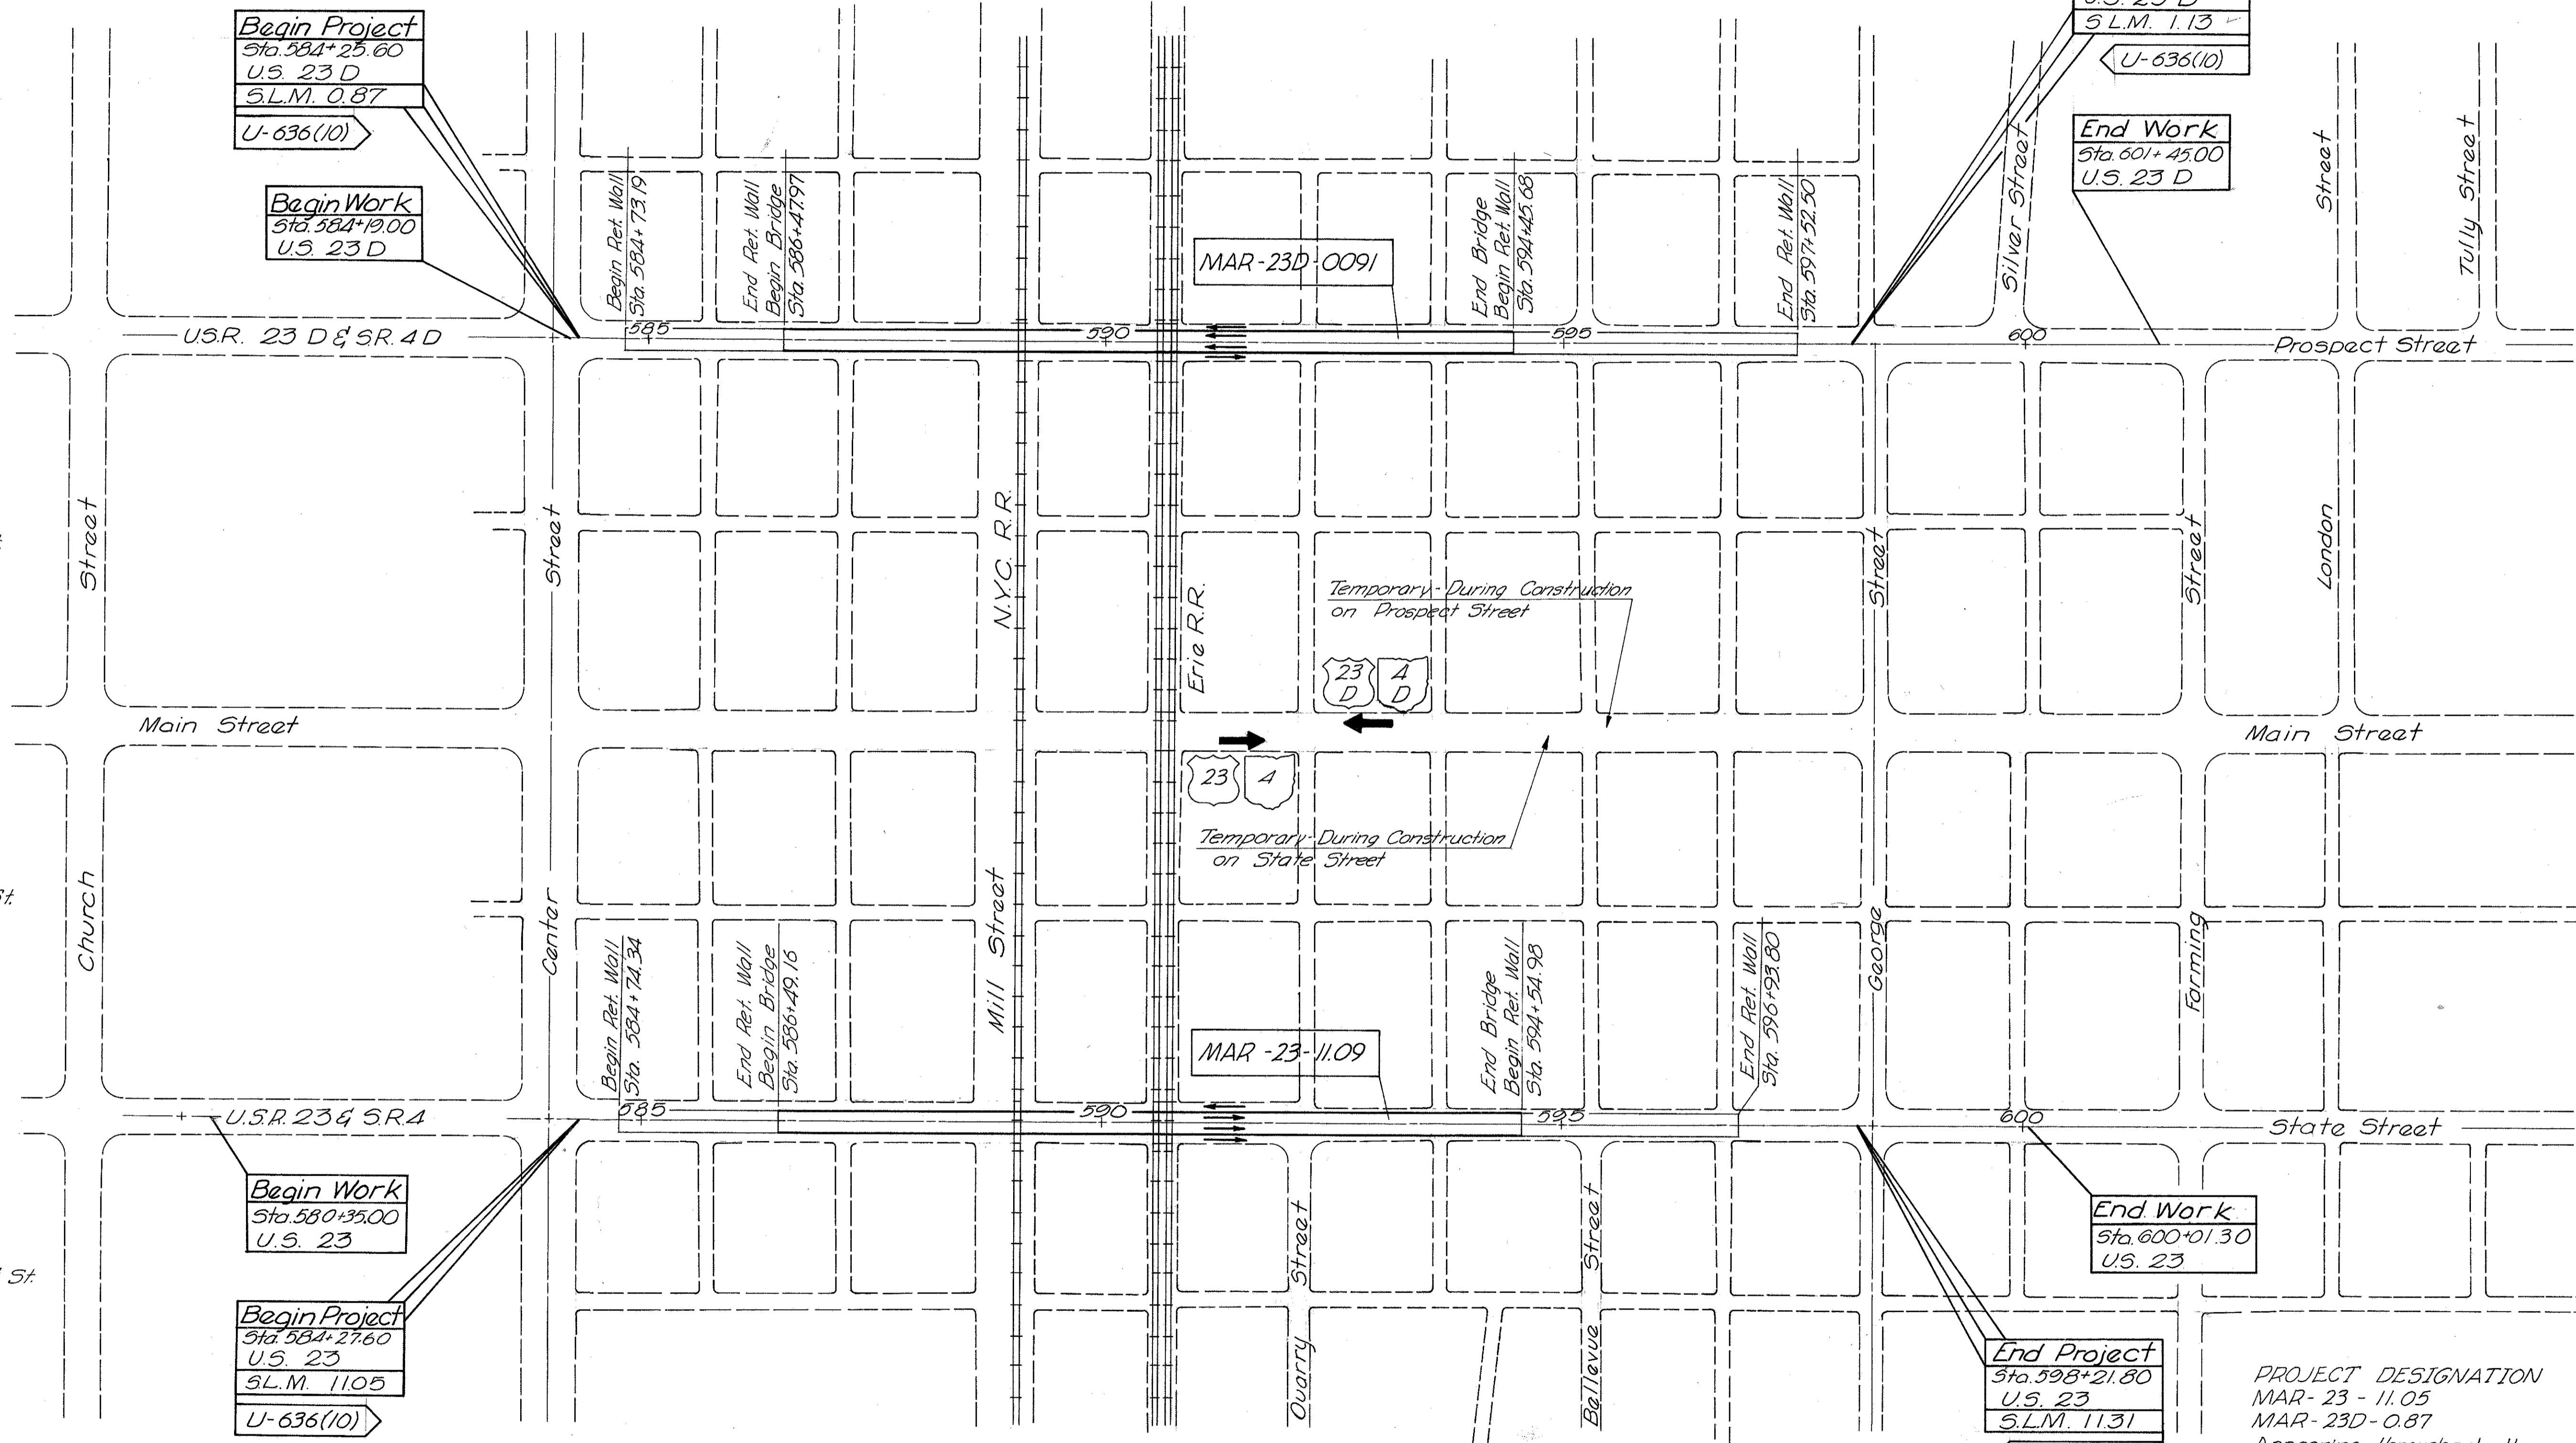 Begin Project
Sta. 584+25.60
U.S. 23 D
S.L.M. 0.87
U-636(10)
S.L.M. 1.13
U-636(10)
Begin Work
Sta. 584+19.00
U.S. 23 D
End Work
Sta. 601+45.00
U.S. 23 D
Begin Ret. Wall
Sta. 584+73.19
End Ret. Wall
Begin Bridge
Sta. 586+47.97
MAR-23D-0091
End Bridge
Begin Ret. Wall
Sta. 594+45.68
End Ret. Wall
Sta. 597+52.50
Silver Street
Street
Tully Street
U.S.R. 23 D & S.R. 4 D
585
590
595
600
Prospect Street
Street
Street
N.Y.C. R.R.
Erie R.R.
Street
Street
London
Temporary-During Construction
on Prospect Street
23
D
4
D
Main Street
Main Street
23
4
Temporary-During Construction
on State Street
St.
Church
Center
Mill Street
George
Farming
Begin Ret. Wall
Sta. 584+74.34
End Ret. Wall
Begin Bridge
Sta. 586+49.16
MAR-23-11.09
End Bridge
Begin Ret. Wall
Sta. 594+54.98
End Ret. Wall
Sta. 596+93.80
U.S.R. 23 & S.R. 4
585
590
595
600
State Street
Begin Work
Sta. 580+35.00
U.S. 23
End Work
Sta. 600+01.30
U.S. 23
Quarry Street
Bellevue Street
St.
Begin Project
Sta. 584+27.60
U.S. 23
S.L.M. 11.05
U-636(10)
End Project
Sta. 598+21.80
U.S. 23
S.L.M. 11.31
PROJECT DESIGNATION
MAR-23-11.05
MAR-23D-0.87